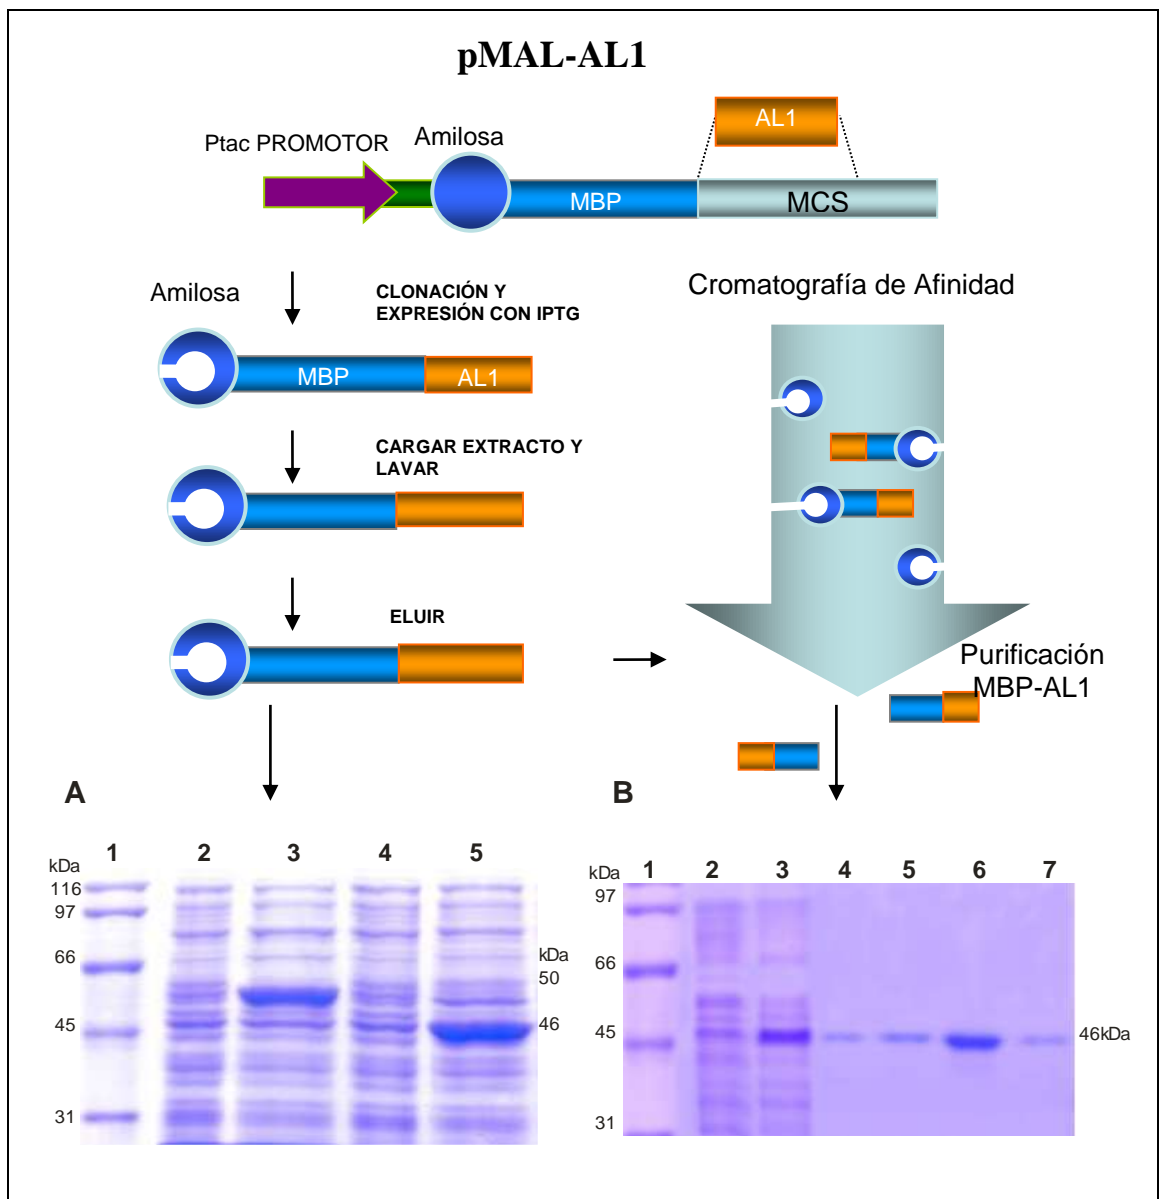 pMAL-AL1
AL1
Ptac PROMOTOR
Amilosa
MBP
MCS
Amilosa
CLONACIÓN Y
EXPRESIÓN CON IPTG
MBP
AL1
CARGAR EXTRACTO Y
LAVAR
ELUIR
Cromatografía de Afinidad
Purificación
MBP-AL1
A
kDa
1 2 3 4 5
116
97
66
45
31
kDa
50
46
B
kDa
1 2 3 4 5 6 7
97
66
45
31
46kDa